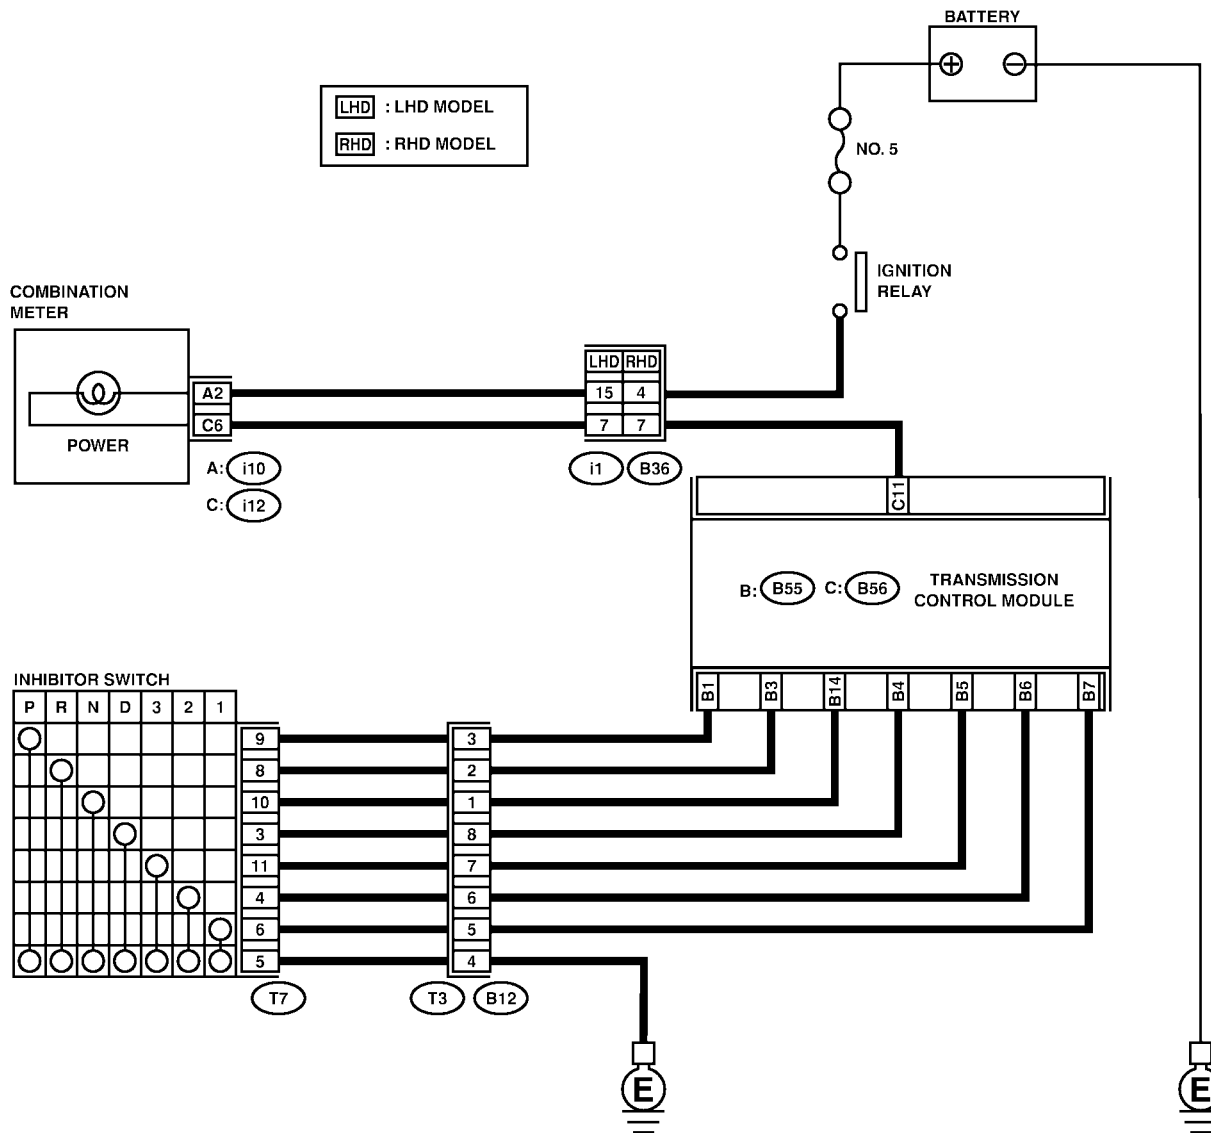 BATTERY
+ −
LHD : LHD MODEL
RHD : RHD MODEL
NO. 5
IGNITION
RELAY
COMBINATION
METER
LHD RHD
A2 15 4
C6 7 7
POWER
A: i10
i1 B36
C: i12
C11
B: B55 C: B56
TRANSMISSION
CONTROL MODULE
INHIBITOR SWITCH
B1 B3 B14 B4 B5 B6 B7
P R N D 3 2 1
9 3
8 2
10 1
3 8
11 7
4 6
6 5
5 4
T7 T3 B12
E E